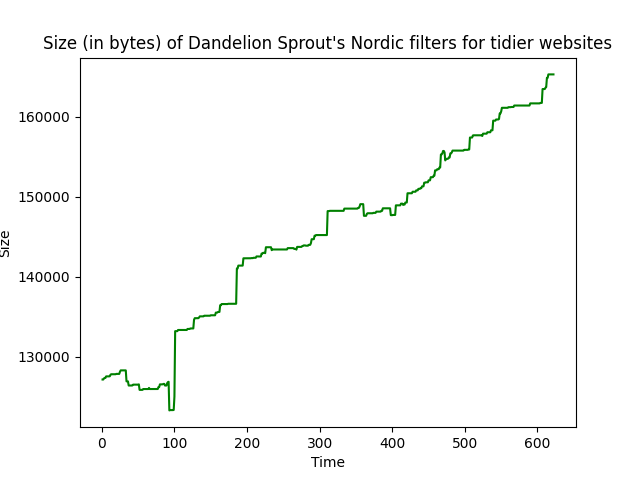 Size (in bytes) of Dandelion Sprout's Nordic filters for tidier websites
160000
150000
140000
130000
Size
0 100 200 300 400 500 600
Time